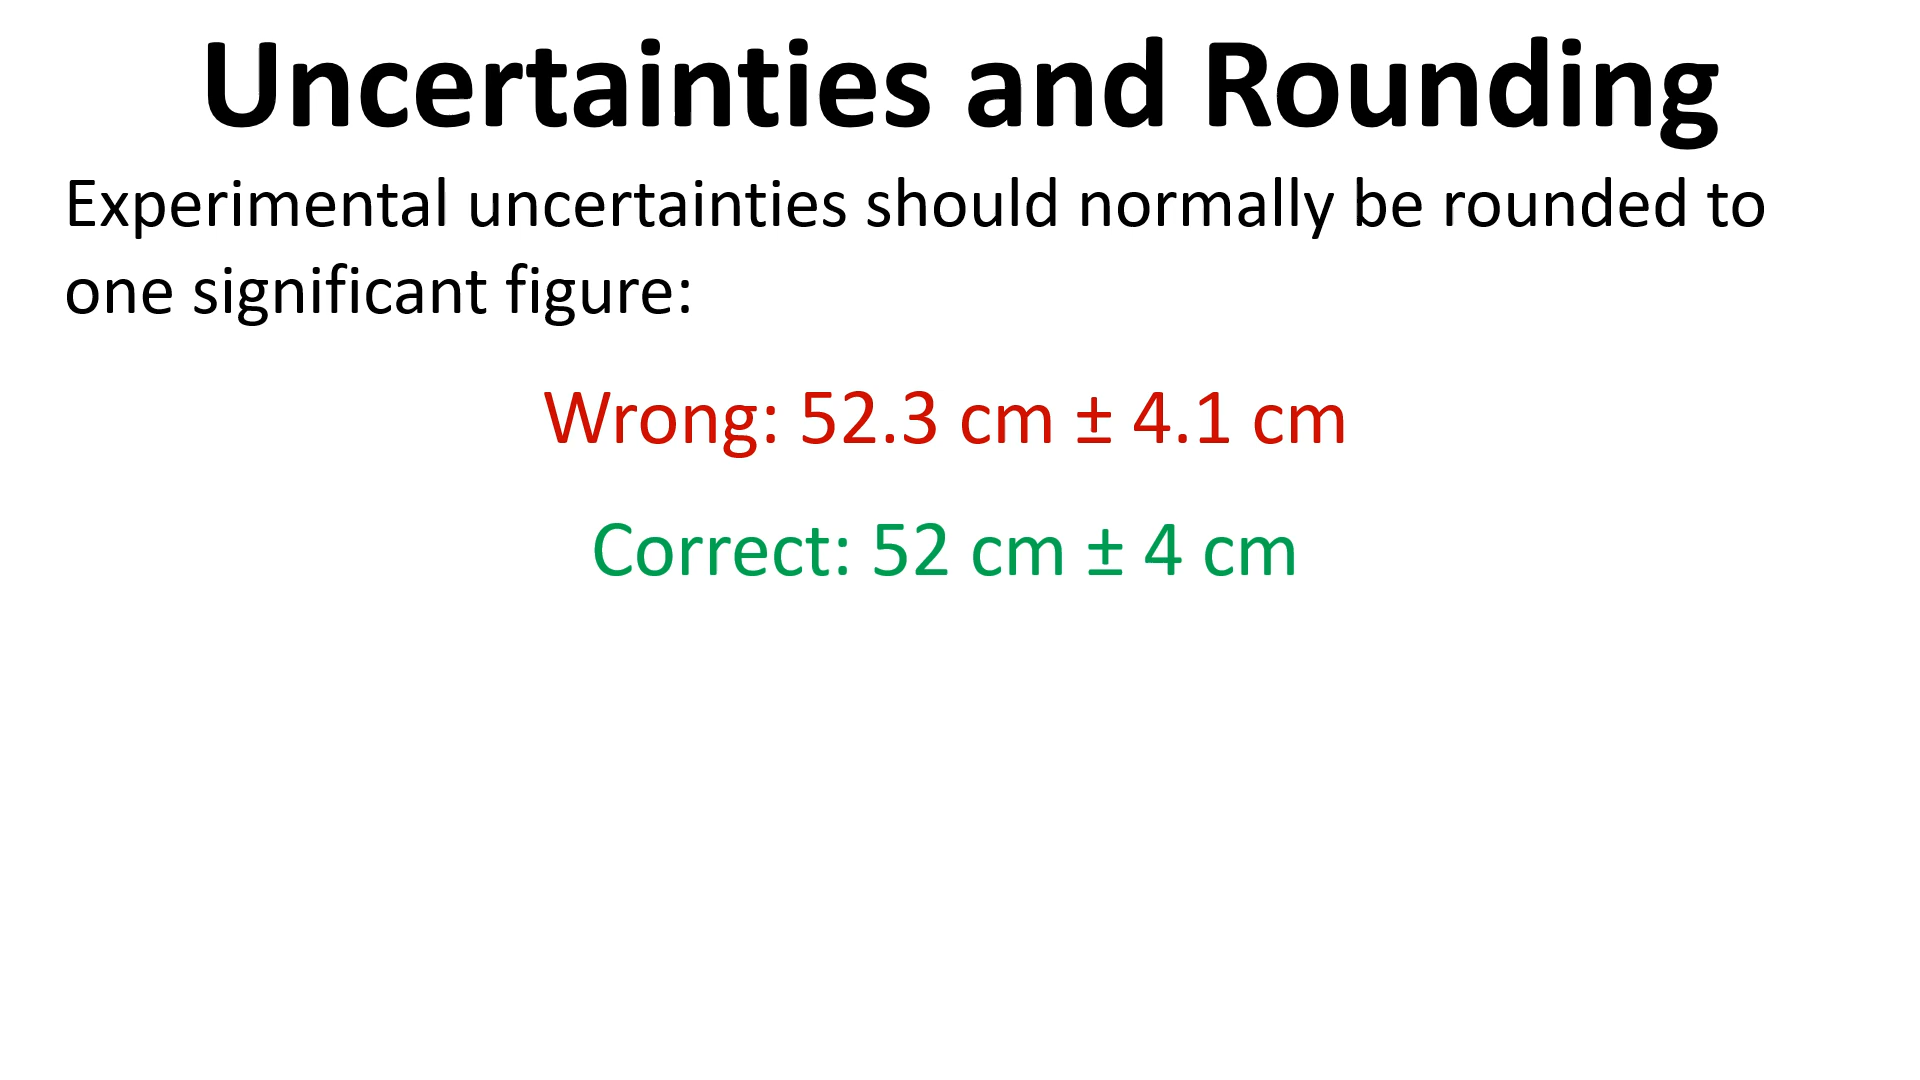 Uncertainties and Rounding
Experimental uncertainties should normally be rounded to
one significant figure:
Wrong: 52.3 cm ± 4.1 cm
Correct: 52 cm ± 4 cm